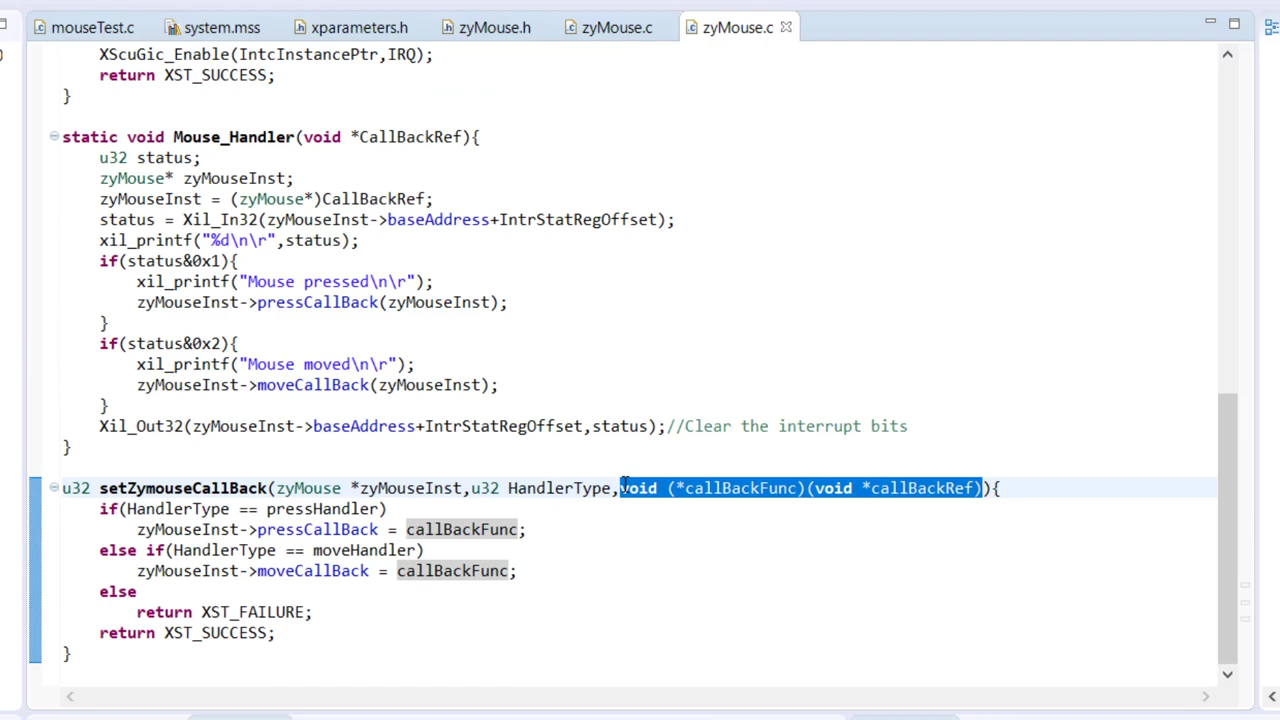 mouseTest.c system.mss xparameters.h zyMouse.h zyMouse.c zyMouse.c
XScuGic_Enable(IntcInstancePtr,IRQ);
return XST_SUCCESS;
}
static void Mouse_Handler(void *CallBackRef){
u32 status;
zyMouse* zyMouseInst;
zyMouseInst = (zyMouse*)CallBackRef;
status = Xil_In32(zyMouseInst->baseAddress+IntrStatRegOffset);
xil_printf("%d\n\r",status);
if(status&0x1){
xil_printf("Mouse pressed\n\r");
zyMouseInst->pressCallBack(zyMouseInst);
}
if(status&0x2){
xil_printf("Mouse moved\n\r");
zyMouseInst->moveCallBack(zyMouseInst);
}
Xil_Out32(zyMouseInst->baseAddress+IntrStatRegOffset,status);//Clear the interrupt bits
}
u32 setZymouseCallBack(zyMouse *zyMouseInst,u32 HandlerType,void (*callBackFunc)(void *callBackRef)){
if(HandlerType == pressHandler)
zyMouseInst->pressCallBack = callBackFunc;
else if(HandlerType == moveHandler)
zyMouseInst->moveCallBack = callBackFunc;
else
return XST_FAILURE;
return XST_SUCCESS;
}